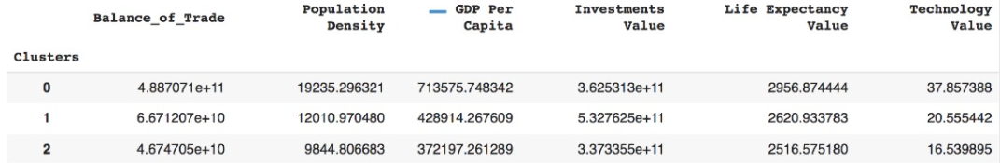 Balance_of_Trade Population Density GDP Per Capita Investments Value Life Expectancy Value Technology Value
Clusters
0 4.887071e+11 19235.296321 713575.748342 3.625313e+11 2956.874444 37.857388
1 6.671207e+10 12010.970480 428914.267609 5.327625e+11 2620.933783 20.555442
2 4.674705e+10 9844.806683 372197.261289 3.373355e+11 2516.575180 16.539895